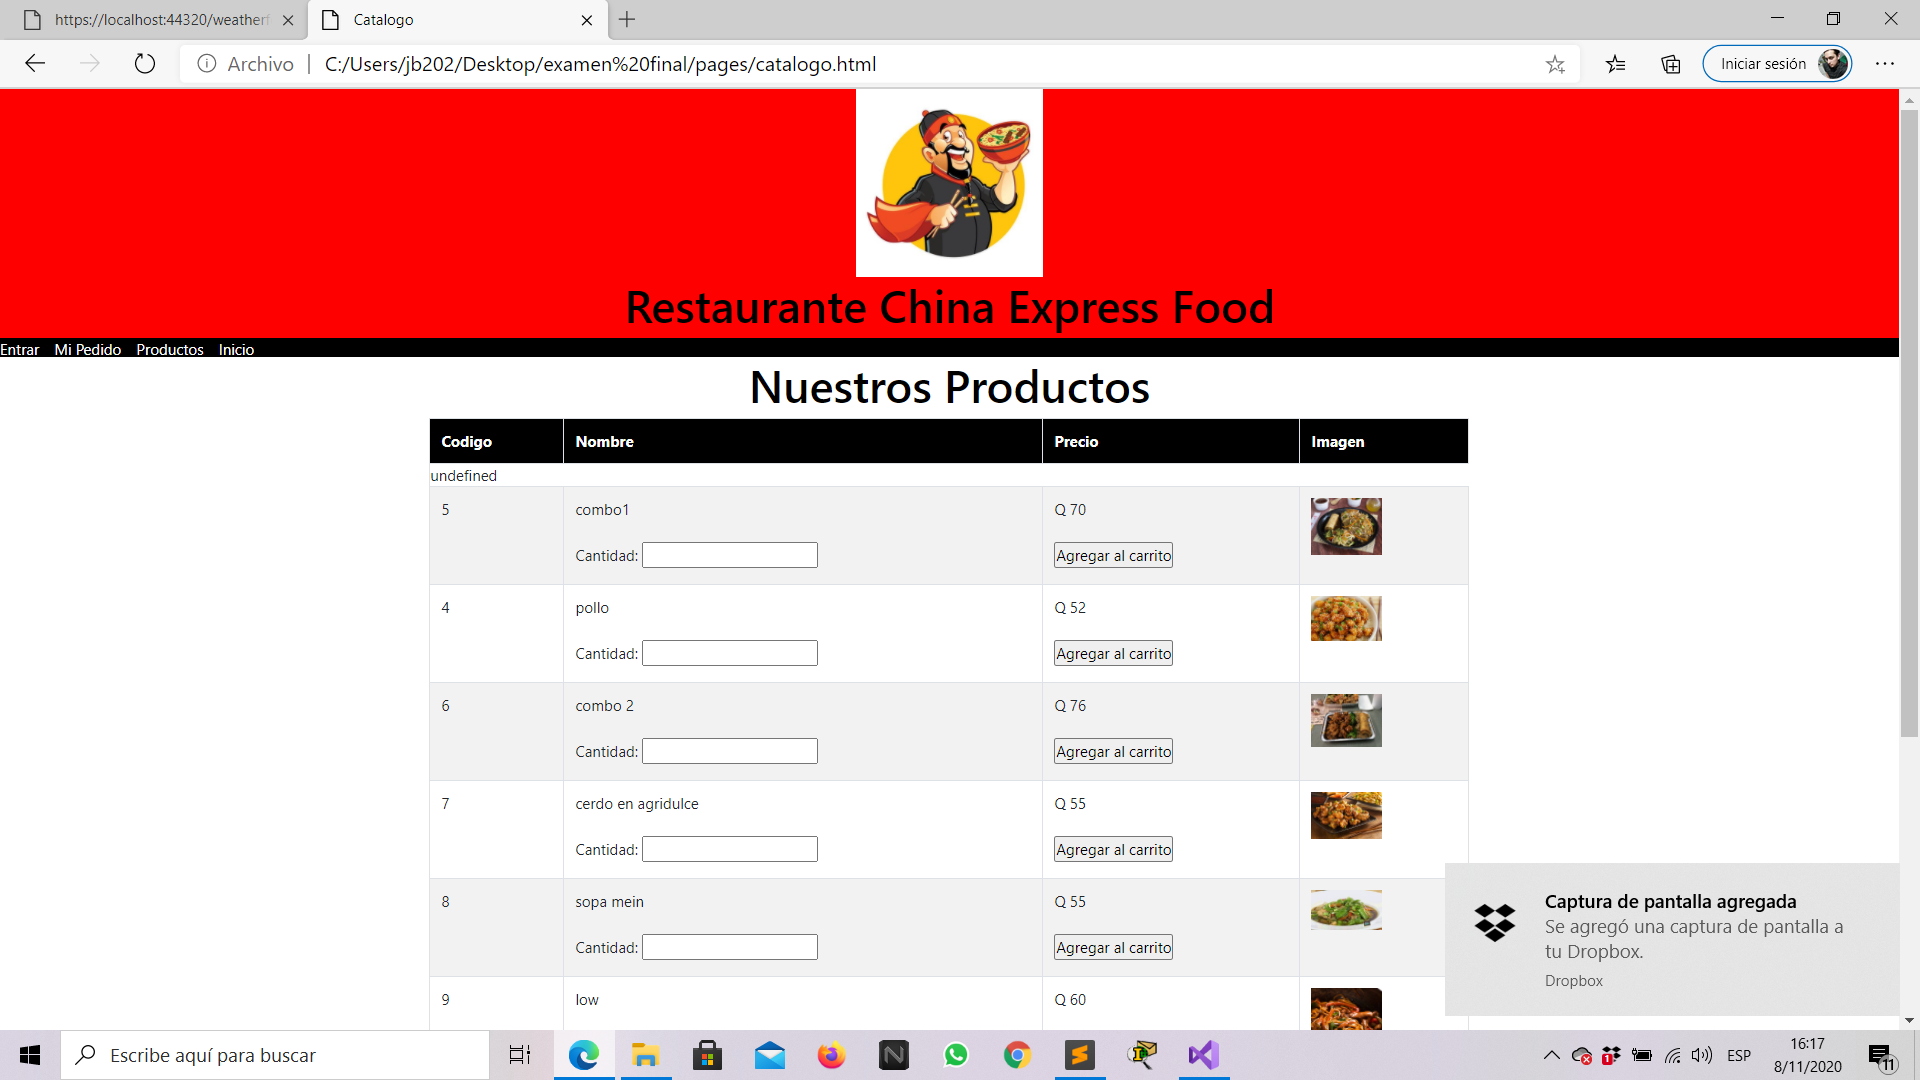 https://localhost:44320/weatherf
Catalogo
Archivo
C:/Users/jb202/Desktop/examen%20final/pages/catalogo.html
Iniciar sesión
Restaurante China Express Food
Entrar Mi Pedido Productos Inicio
Nuestros Productos
Codigo Nombre Precio Imagen
undefined
5 combo1 Q 70
Cantidad: Agregar al carrito
4 pollo Q 52
Cantidad: Agregar al carrito
6 combo 2 Q 76
Cantidad: Agregar al carrito
7 cerdo en agridulce Q 55
Cantidad: Agregar al carrito
8 sopa mein Q 55
Cantidad: Agregar al carrito
9 low Q 60
Captura de pantalla agregada
Se agregó una captura de pantalla a
tu Dropbox.
Dropbox
Escribe aquí para buscar
1
ESP
16:17
8/11/2020
11